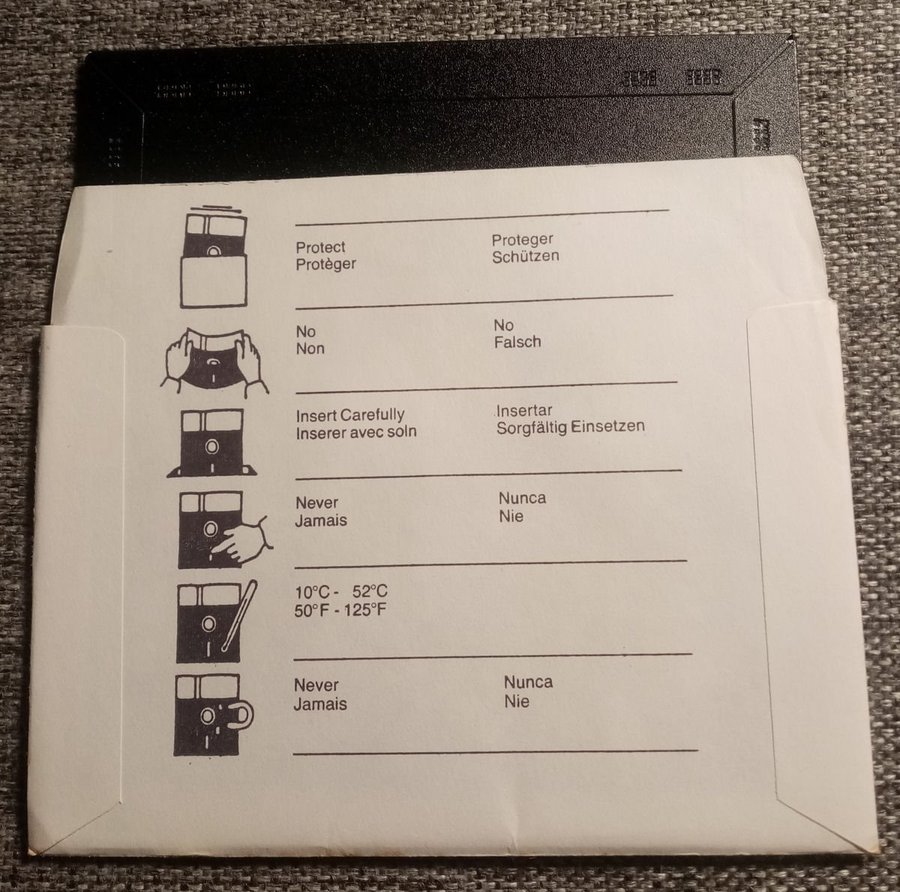 Protect Proteger
Protèger Schützen
No No
Non Falsch
Insert Carefully Insertar
Inserer avec soln Sorgfältig Einsetzen
Never Nunca
Jamais Nie
10°C - 52°C
50°F - 125°F
Never Nunca
Jamais Nie